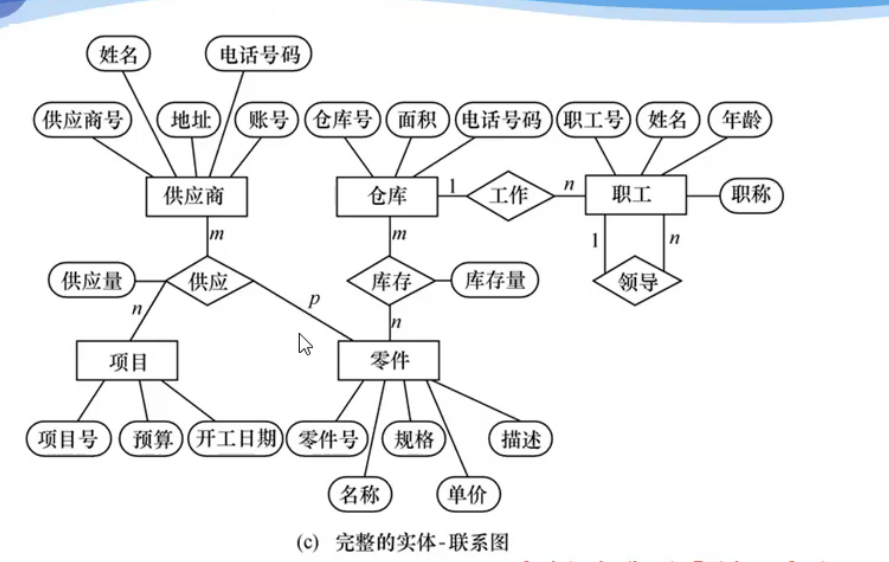 姓名 电话号码
供应商号 地址 账号 仓库号 面积 电话号码 职工号 姓名 年龄
供应商 仓库 1 工作 n 职工 职称
m m 1 n
供应量 供应 库存 库存量 领导
n p
n
项目 零件
项目号 预算 开工日期 零件号 规格 描述
名称 单价
(c) 完整的实体-联系图